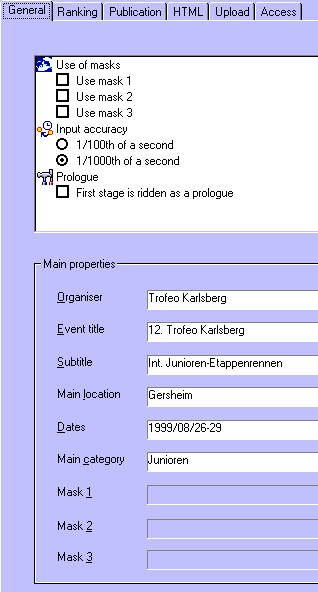 General Ranking Publication HTML Upload Access
Use of masks
Use mask 1
Use mask 2
Use mask 3
Input accuracy
1/100th of a second
1/1000th of a second
Prologue
First stage is ridden as a prologue
Main properties
Organiser Trofeo Karlsberg
Event title 12. Trofeo Karlsberg
Subtitle Int. Junioren-Etappenrennen
Main location Gersheim
Dates 1999/08/26-29
Main category Junioren
Mask 1
Mask 2
Mask 3